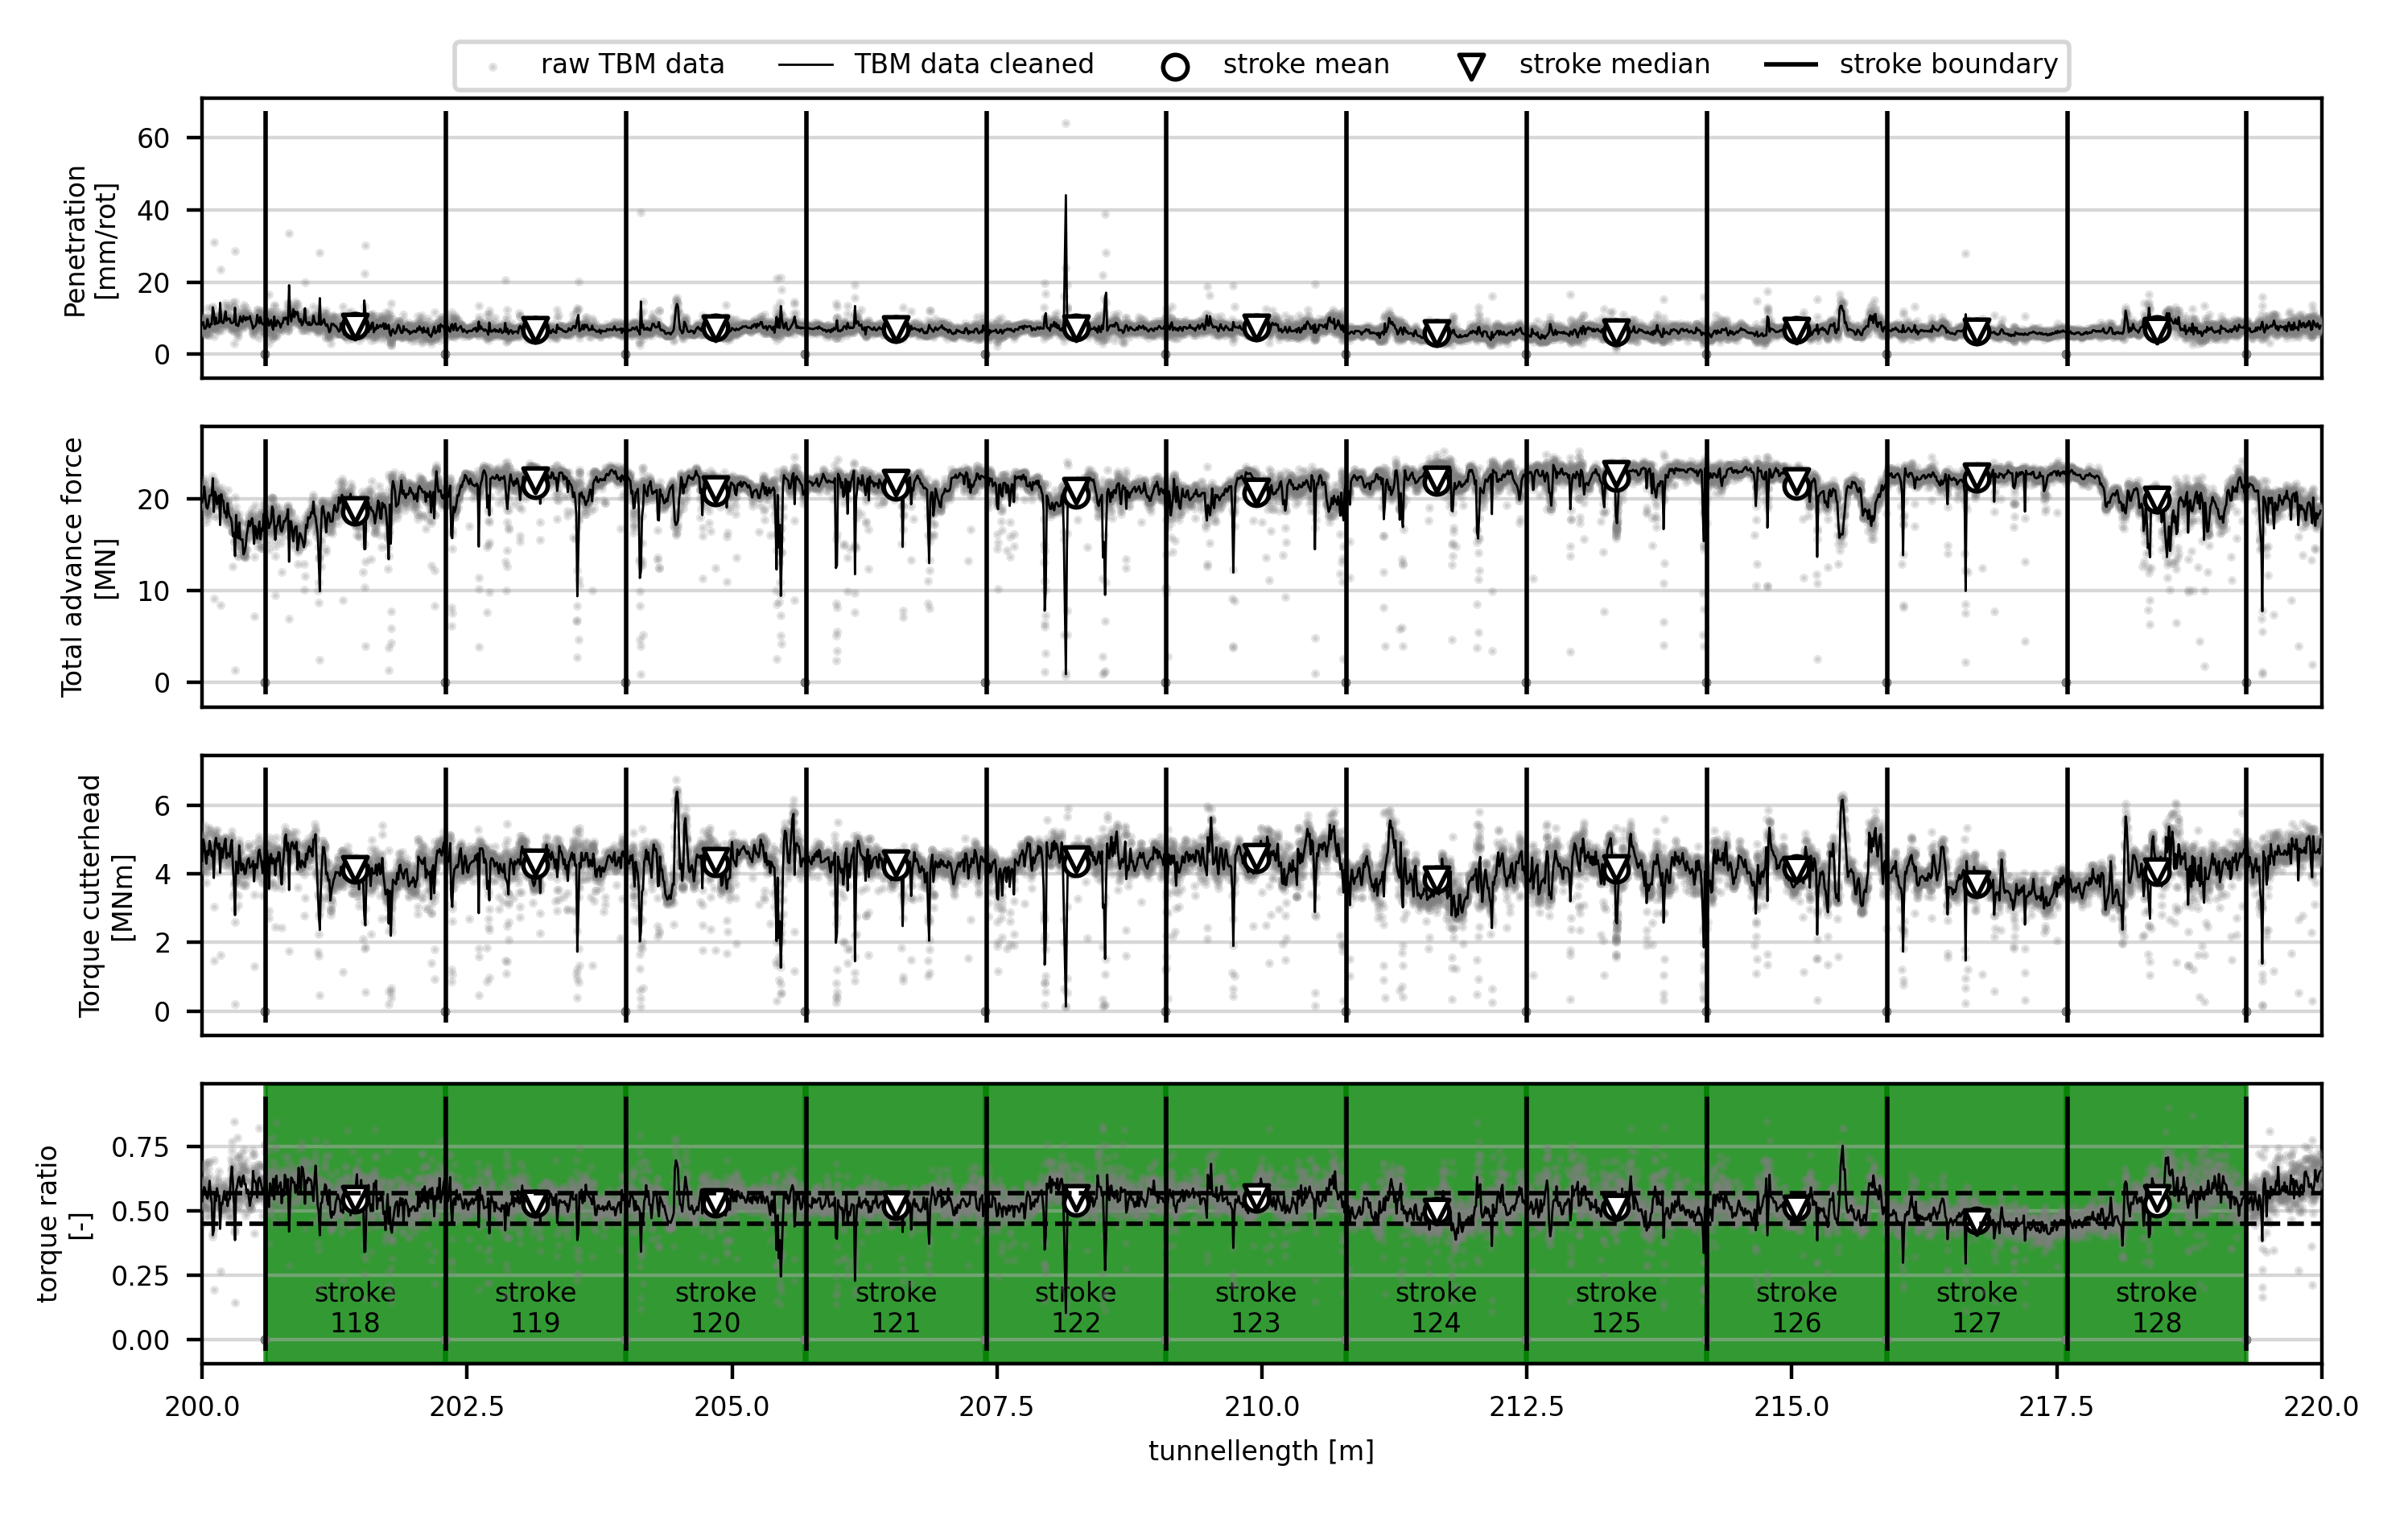 raw TBM data
TBM data cleaned
stroke mean
stroke median
stroke boundary
Penetration
[mm/rot]
60
40
20
0
Total advance force
[MN]
20
10
0
Torque cutterhead
[MNm]
6
4
2
0
torque ratio
[-]
0.75
0.50
0.25
0.00
stroke
118
stroke
119
stroke
120
stroke
121
stroke
122
stroke
123
stroke
124
stroke
125
stroke
126
stroke
127
stroke
128
200.0
202.5
205.0
207.5
210.0
212.5
215.0
217.5
220.0
tunnellength [m]